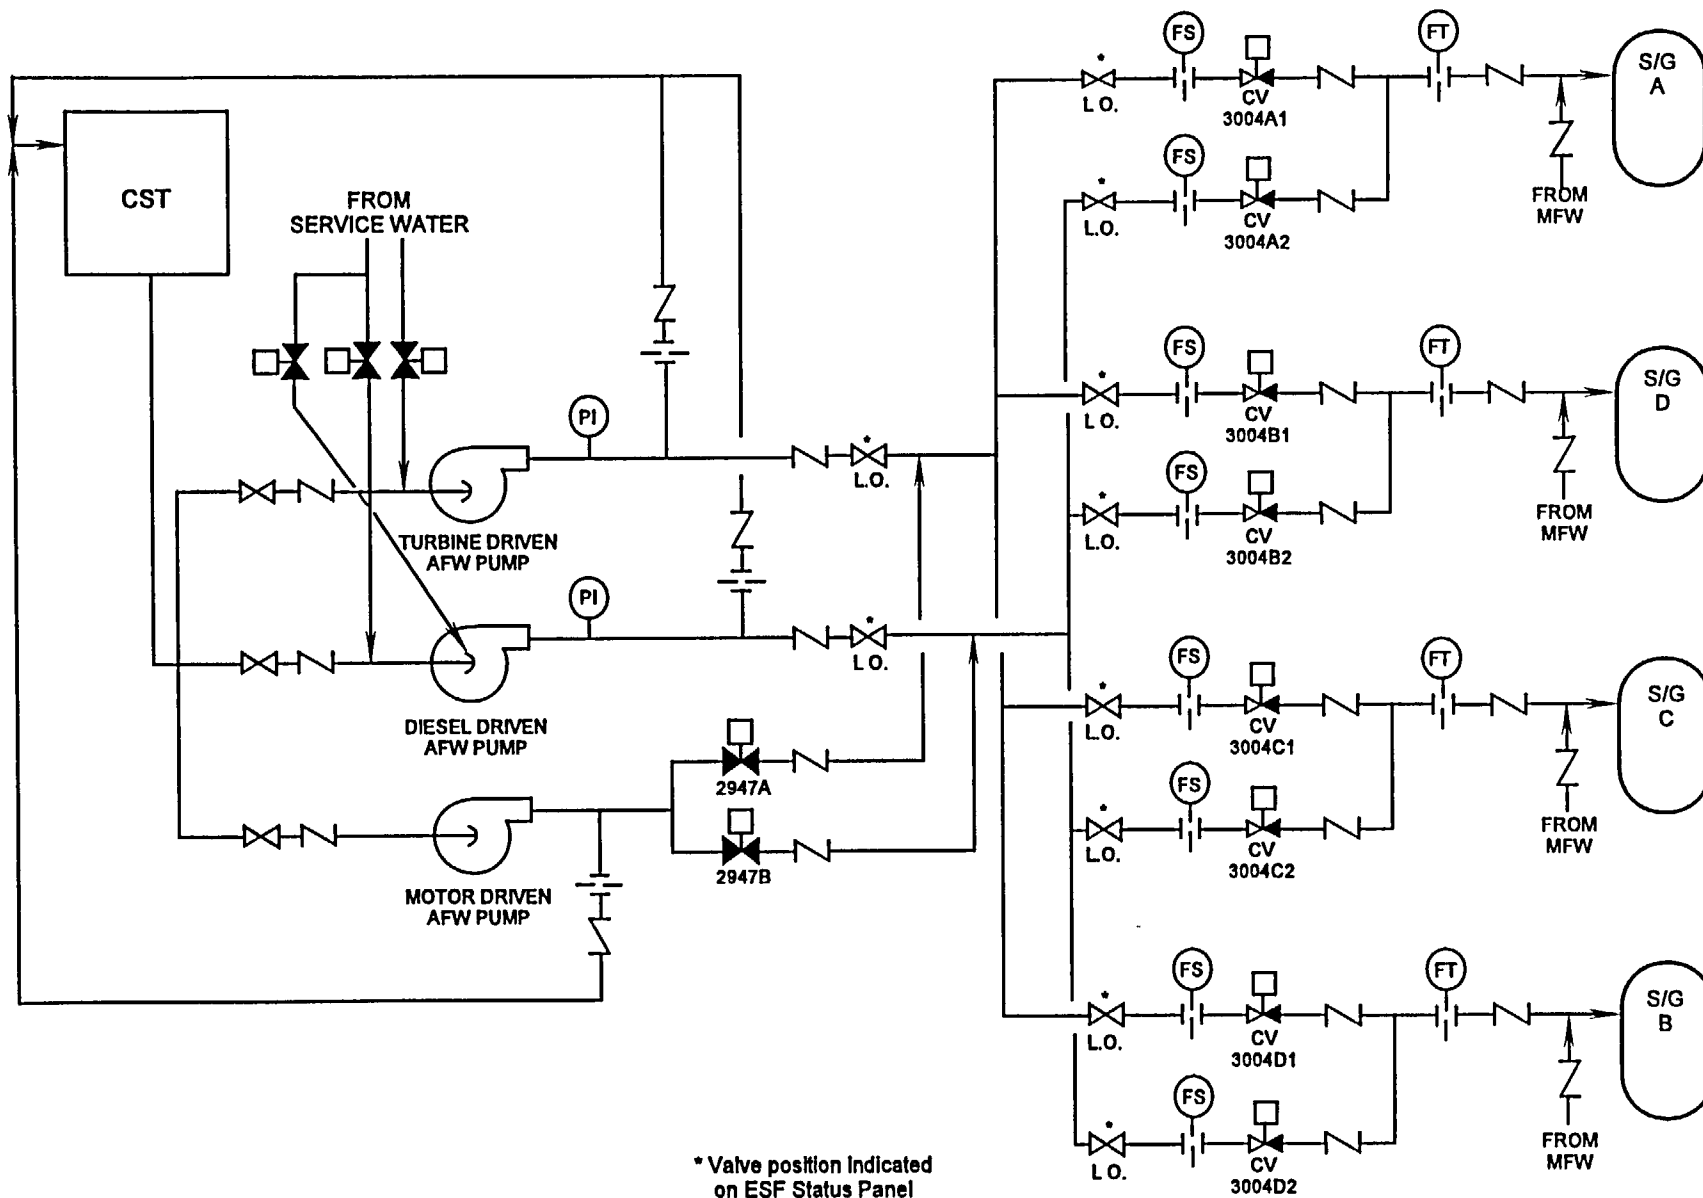 FS
FT
*
S/G
A
L O.
CV
3004A1
CST
FROM
SERVICE WATER
FS
*
L.O.
CV
3004A2
FROM
MFW
FS
FT
*
S/G
D
L O.
CV
3004B1
PI
*
L.O.
FS
*
L.O.
CV
3004B2
FROM
MFW
TURBINE DRIVEN
AFW PUMP
PI
*
L O.
FS
FT
*
S/G
C
L.O.
CV
3004C1
DIESEL DRIVEN
AFW PUMP
2947A
FS
*
L.O.
CV
3004C2
FROM
MFW
2947B
MOTOR DRIVEN
AFW PUMP
FS
FT
*
S/G
B
L.O.
CV
3004D1
FS
*
L O.
CV
3004D2
FROM
MFW
* Valve position indicated
on ESF Status Panel